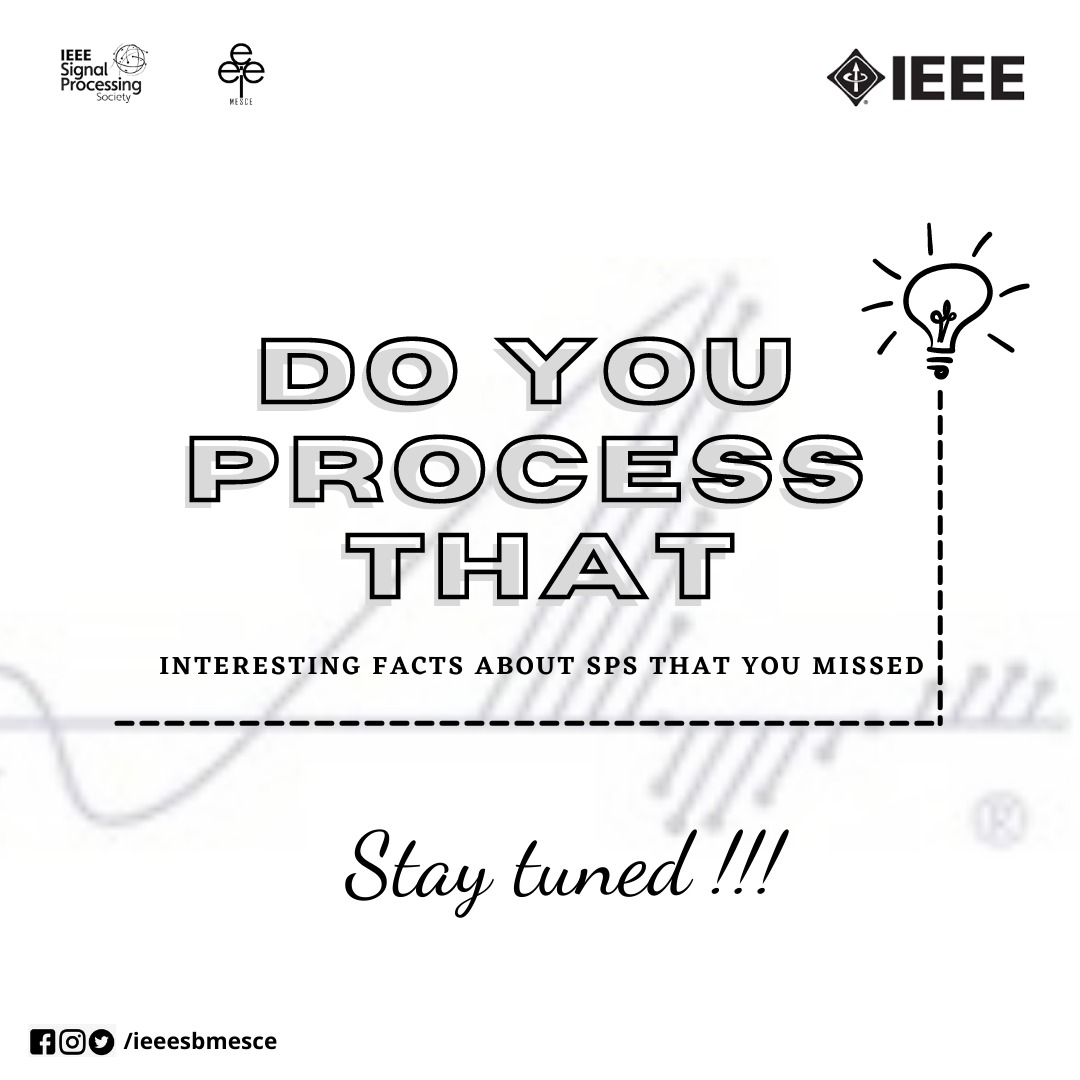 IEEE
Signal
Processing
Society
e
e e e
MESCE
IEEE
DO YOU
PROCESS
THAT
INTERESTING FACTS ABOUT SPS THAT YOU MISSED
Stay tuned !!!
/ieeesbmesce